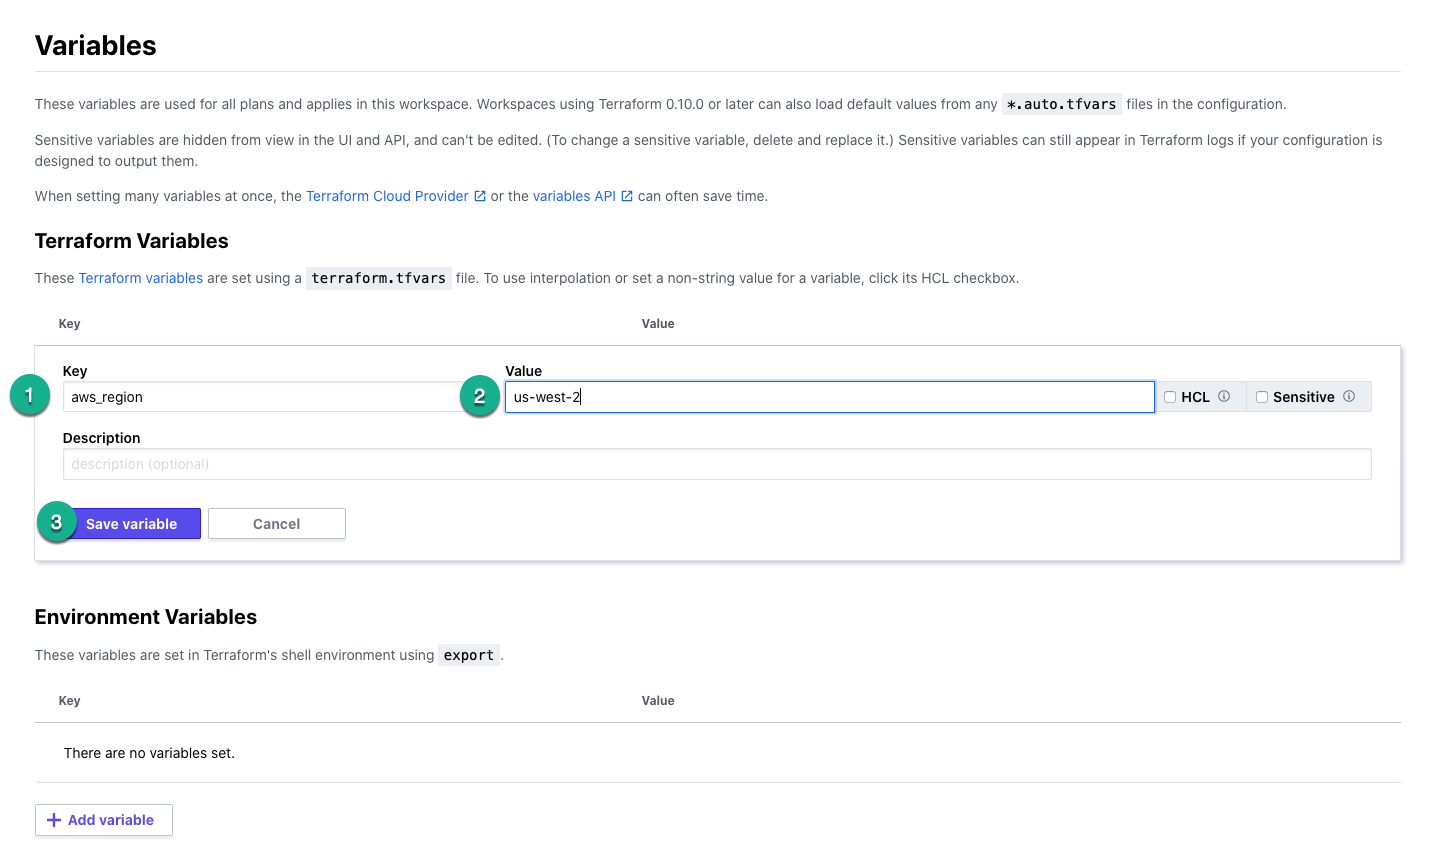 Variables
These variables are used for all plans and applies in this workspace. Workspaces using Terraform 0.10.0 or later can also load default values from any *.auto.tfvars files in the configuration.
Sensitive variables are hidden from view in the UI and API, and can't be edited. (To change a sensitive variable, delete and replace it.) Sensitive variables can still appear in Terraform logs if your configuration is
designed to output them.
When setting many variables at once, the Terraform Cloud Provider or the variables API can often save time.
Terraform Variables
These Terraform variables are set using a terraform.tfvars file. To use interpolation or set a non-string value for a variable, click its HCL checkbox.
Key Value
Key Value
1 aws_region 2 us-west-2 HCL Sensitive
Description
description (optional)
3 Save variable Cancel
Environment Variables
These variables are set in Terraform's shell environment using export.
Key Value
There are no variables set.
+ Add variable